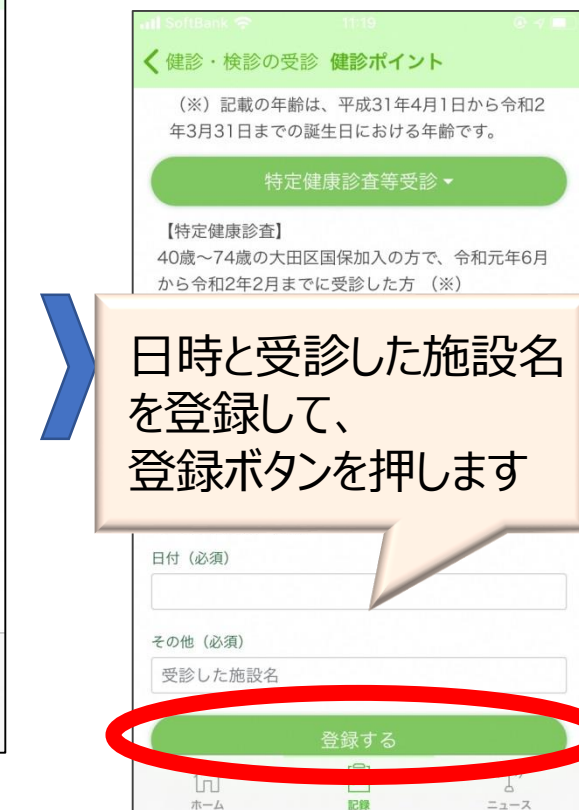 SoftBank 11:19
健診・検診の受診 健診ポイント
（※）記載の年齢は、平成31年4月1日から令和2
年3月31日までの誕生日における年齢です。
特定健康診査等受診
【特定健康診査】
40歳～74歳の大田区国保加入の方で、令和元年6月
から令和2年2月までに受診した方 （※）
日時と受診した施設名
を登録して、
登録ボタンを押します
日付（必須）
その他（必須）
受診した施設名
登録する
ホーム 記録 ニュース